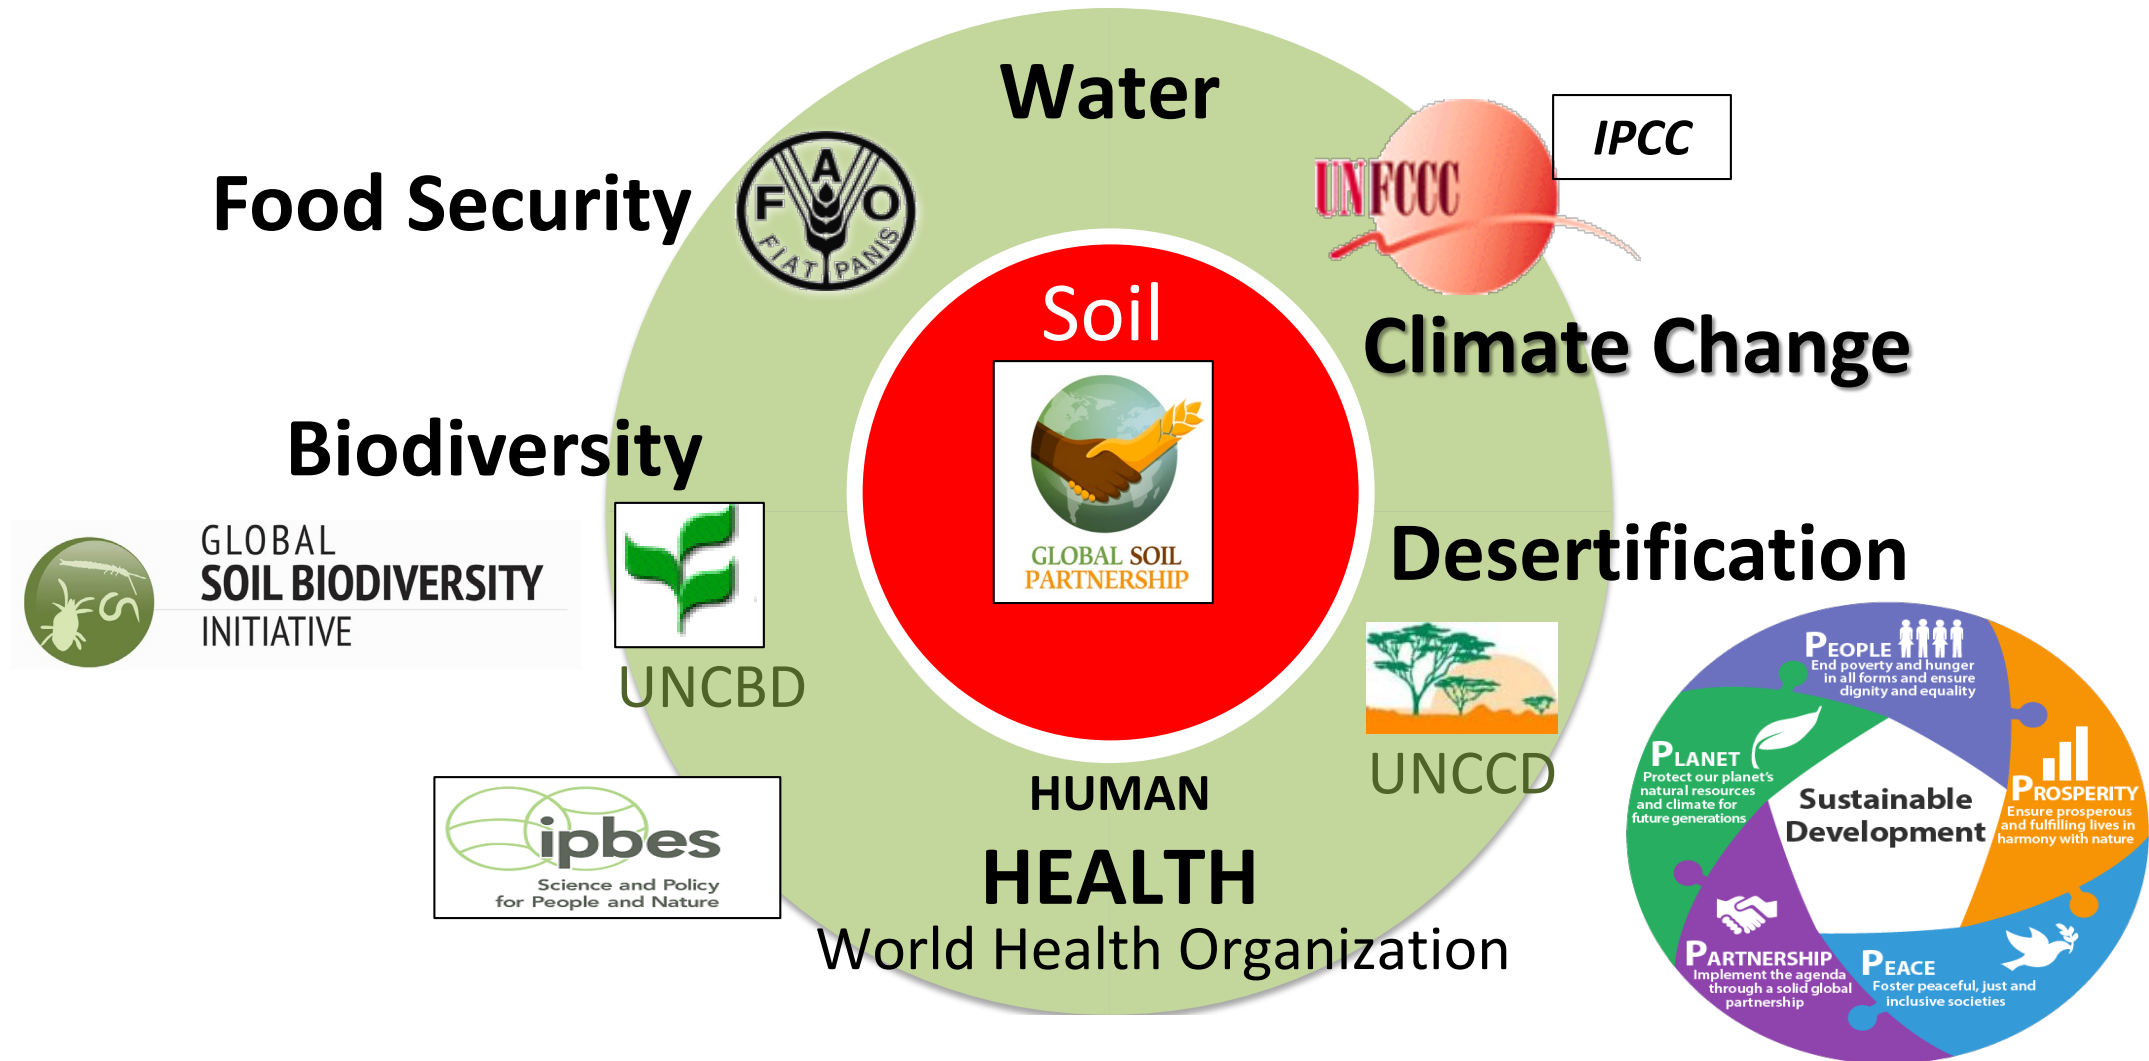 Water
IPCC
UNFCCC
Food Security
FAO
FIAT PANIS
Soil
Climate Change
Biodiversity
GLOBAL SOIL
PARTNERSHIP
Desertification
GLOBAL
SOIL BIODIVERSITY
INITIATIVE
UNCBD
UNCCD
HUMAN
HEALTH
World Health Organization
ipbes
Science and Policy
for People and Nature
PEOPLE
End poverty and hunger
in all forms and ensure
dignity and equality
PLANET
Protect our planet's
natural resources
and climate for
future generations
Sustainable
Development
PROSPERITY
Ensure prosperous
and fulfilling lives in
harmony with nature
PARTNERSHIP
Implement the agenda
through a solid global
partnership
PEACE
Foster peaceful, just and
inclusive societies